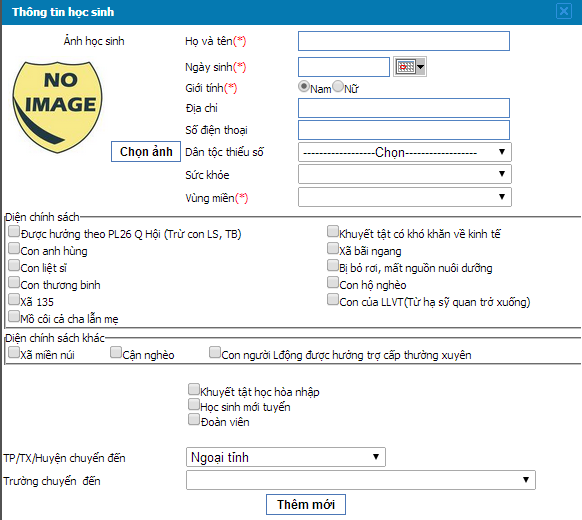 Thông tin học sinh
Ảnh học sinh
NO
IMAGE
Chọn ảnh
Họ và tên(*)
Ngày sinh(*)
Giới tính(*) Nam Nữ
Địa chỉ
Số điện thoại
Dân tộc thiểu số ------------------Chọn------------------
Sức khỏe
Vùng miền(*)
Diện chính sách
Được hưởng theo PL26 Q Hội (Trừ con LS, TB) Khuyết tật có khó khăn về kinh tế
Con anh hùng Xã bãi ngang
Con liệt sĩ Bị bỏ rơi, mất nguồn nuôi dưỡng
Con thương binh Con hộ nghèo
Xã 135 Con của LLVT(Từ hạ sỹ quan trở xuống)
Mồ côi cả cha lẫn mẹ
Diện chính sách khác
Xã miền núi Cận nghèo Con người Lđộng được hưởng trợ cấp thường xuyên
Khuyết tật học hòa nhập
Học sinh mới tuyển
Đoàn viên
TP/TX/Huyện chuyển đến Ngoại tỉnh
Trường chuyển đến
Thêm mới